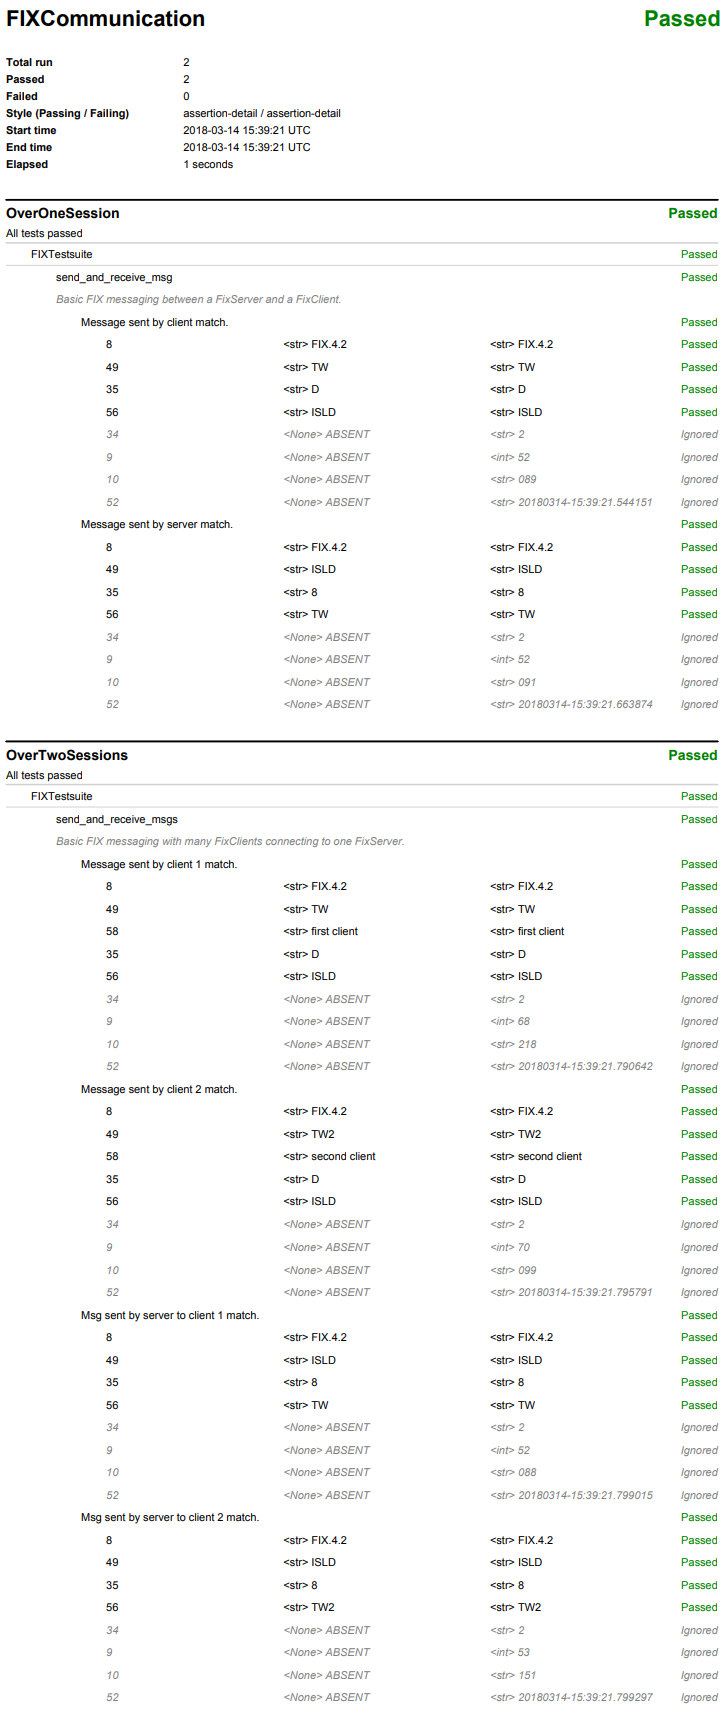 FIXCommunication Passed
Total run 2
Passed 2
Failed 0
Style (Passing / Failing) assertion-detail / assertion-detail
Start time 2018-03-14 15:39:21 UTC
End time 2018-03-14 15:39:21 UTC
Elapsed 1 seconds
OverOneSession Passed
All tests passed
FIXTestsuite Passed
send_and_receive_msg Passed
Basic FIX messaging between a FixServer and a FixClient.
Message sent by client match. Passed
8 <str> FIX.4.2 <str> FIX.4.2 Passed
49 <str> TW <str> TW Passed
35 <str> D <str> D Passed
56 <str> ISLD <str> ISLD Passed
34 <None> ABSENT <str> 2 Ignored
9 <None> ABSENT <int> 52 Ignored
10 <None> ABSENT <str> 089 Ignored
52 <None> ABSENT <str> 20180314-15:39:21.544151 Ignored
Message sent by server match. Passed
8 <str> FIX.4.2 <str> FIX.4.2 Passed
49 <str> ISLD <str> ISLD Passed
35 <str> 8 <str> 8 Passed
56 <str> TW <str> TW Passed
34 <None> ABSENT <str> 2 Ignored
9 <None> ABSENT <int> 52 Ignored
10 <None> ABSENT <str> 091 Ignored
52 <None> ABSENT <str> 20180314-15:39:21.663874 Ignored
OverTwoSessions Passed
All tests passed
FIXTestsuite Passed
send_and_receive_msgs Passed
Basic FIX messaging with many FixClients connecting to one FixServer.
Message sent by client 1 match. Passed
8 <str> FIX.4.2 <str> FIX.4.2 Passed
49 <str> TW <str> TW Passed
58 <str> first client <str> first client Passed
35 <str> D <str> D Passed
56 <str> ISLD <str> ISLD Passed
34 <None> ABSENT <str> 2 Ignored
9 <None> ABSENT <int> 68 Ignored
10 <None> ABSENT <str> 218 Ignored
52 <None> ABSENT <str> 20180314-15:39:21.790642 Ignored
Message sent by client 2 match. Passed
8 <str> FIX.4.2 <str> FIX.4.2 Passed
49 <str> TW2 <str> TW2 Passed
58 <str> second client <str> second client Passed
35 <str> D <str> D Passed
56 <str> ISLD <str> ISLD Passed
34 <None> ABSENT <str> 2 Ignored
9 <None> ABSENT <int> 70 Ignored
10 <None> ABSENT <str> 099 Ignored
52 <None> ABSENT <str> 20180314-15:39:21.795791 Ignored
Msg sent by server to client 1 match. Passed
8 <str> FIX.4.2 <str> FIX.4.2 Passed
49 <str> ISLD <str> ISLD Passed
35 <str> 8 <str> 8 Passed
56 <str> TW <str> TW Passed
34 <None> ABSENT <str> 2 Ignored
9 <None> ABSENT <int> 52 Ignored
10 <None> ABSENT <str> 088 Ignored
52 <None> ABSENT <str> 20180314-15:39:21.799015 Ignored
Msg sent by server to client 2 match. Passed
8 <str> FIX.4.2 <str> FIX.4.2 Passed
49 <str> ISLD <str> ISLD Passed
35 <str> 8 <str> 8 Passed
56 <str> TW2 <str> TW2 Passed
34 <None> ABSENT <str> 2 Ignored
9 <None> ABSENT <int> 53 Ignored
10 <None> ABSENT <str> 151 Ignored
52 <None> ABSENT <str> 20180314-15:39:21.799297 Ignored